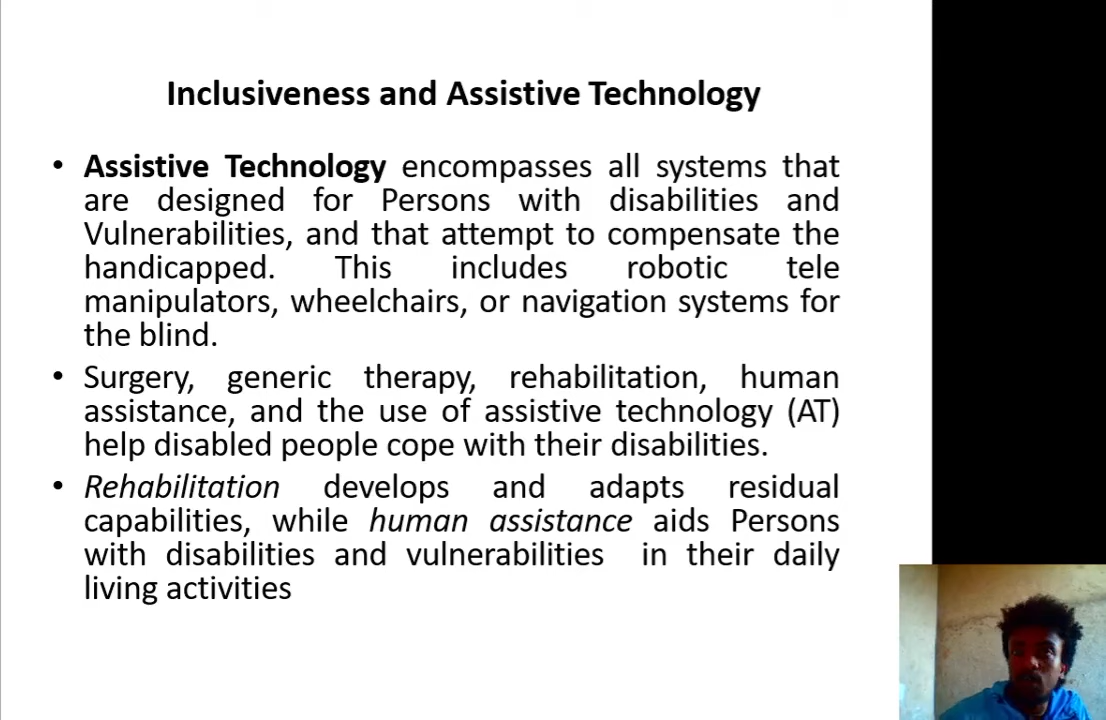 Inclusiveness and Assistive Technology
• Assistive Technology encompasses all systems that
are designed for Persons with disabilities and
Vulnerabilities, and that attempt to compensate the
handicapped. This includes robotic tele
manipulators, wheelchairs, or navigation systems for
the blind.
• Surgery, generic therapy, rehabilitation, human
assistance, and the use of assistive technology (AT)
help disabled people cope with their disabilities.
• Rehabilitation develops and adapts residual
capabilities, while human assistance aids Persons
with disabilities and vulnerabilities in their daily
living activities